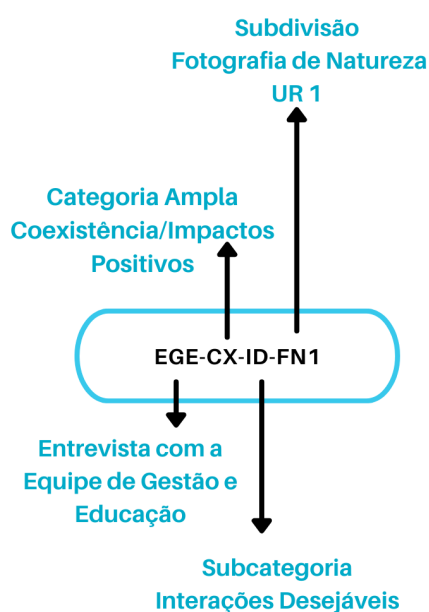 Subdivisão
Fotografia de Natureza
UR 1
Categoria Ampla
Coexistência/Impactos
Positivos
EGE-CX-ID-FN1
Entrevista com a
Equipe de Gestão e
Educação
Subcategoria
Interações Desejáveis